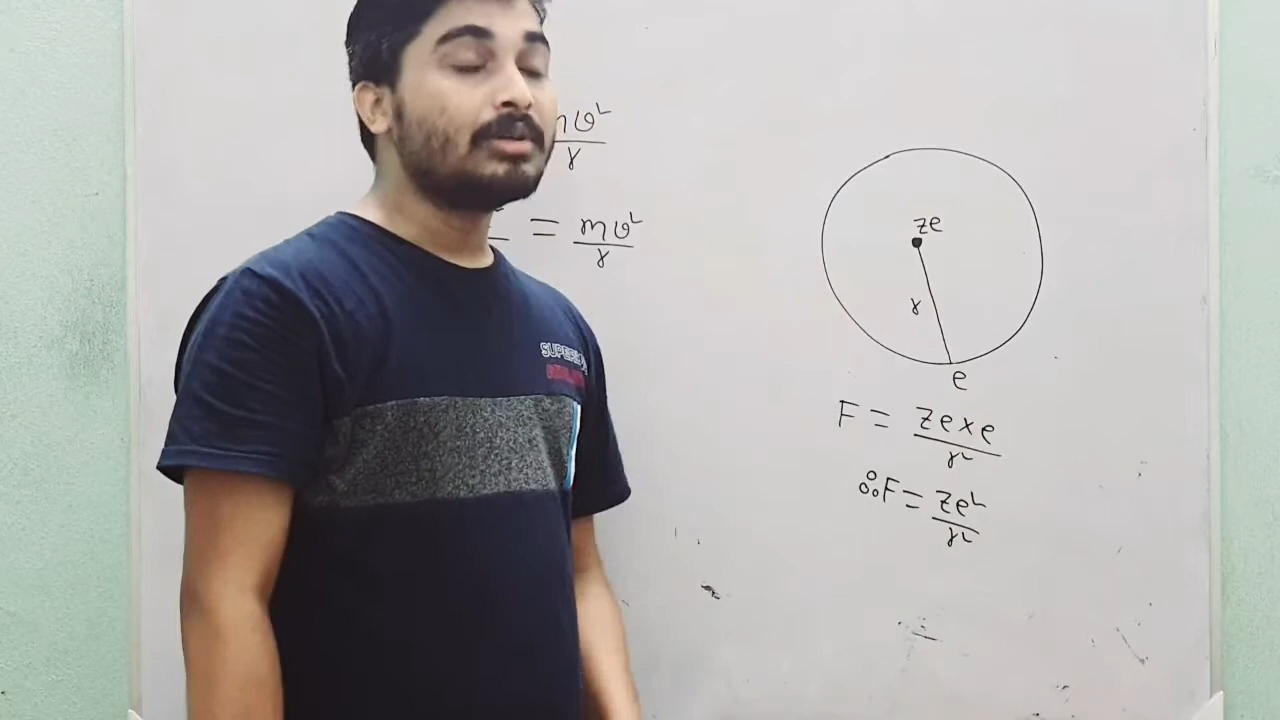 mv²
r
= mv²
r
ze
r
e
F = ze x e
r²
∴ F = ze²
r²
SUPER